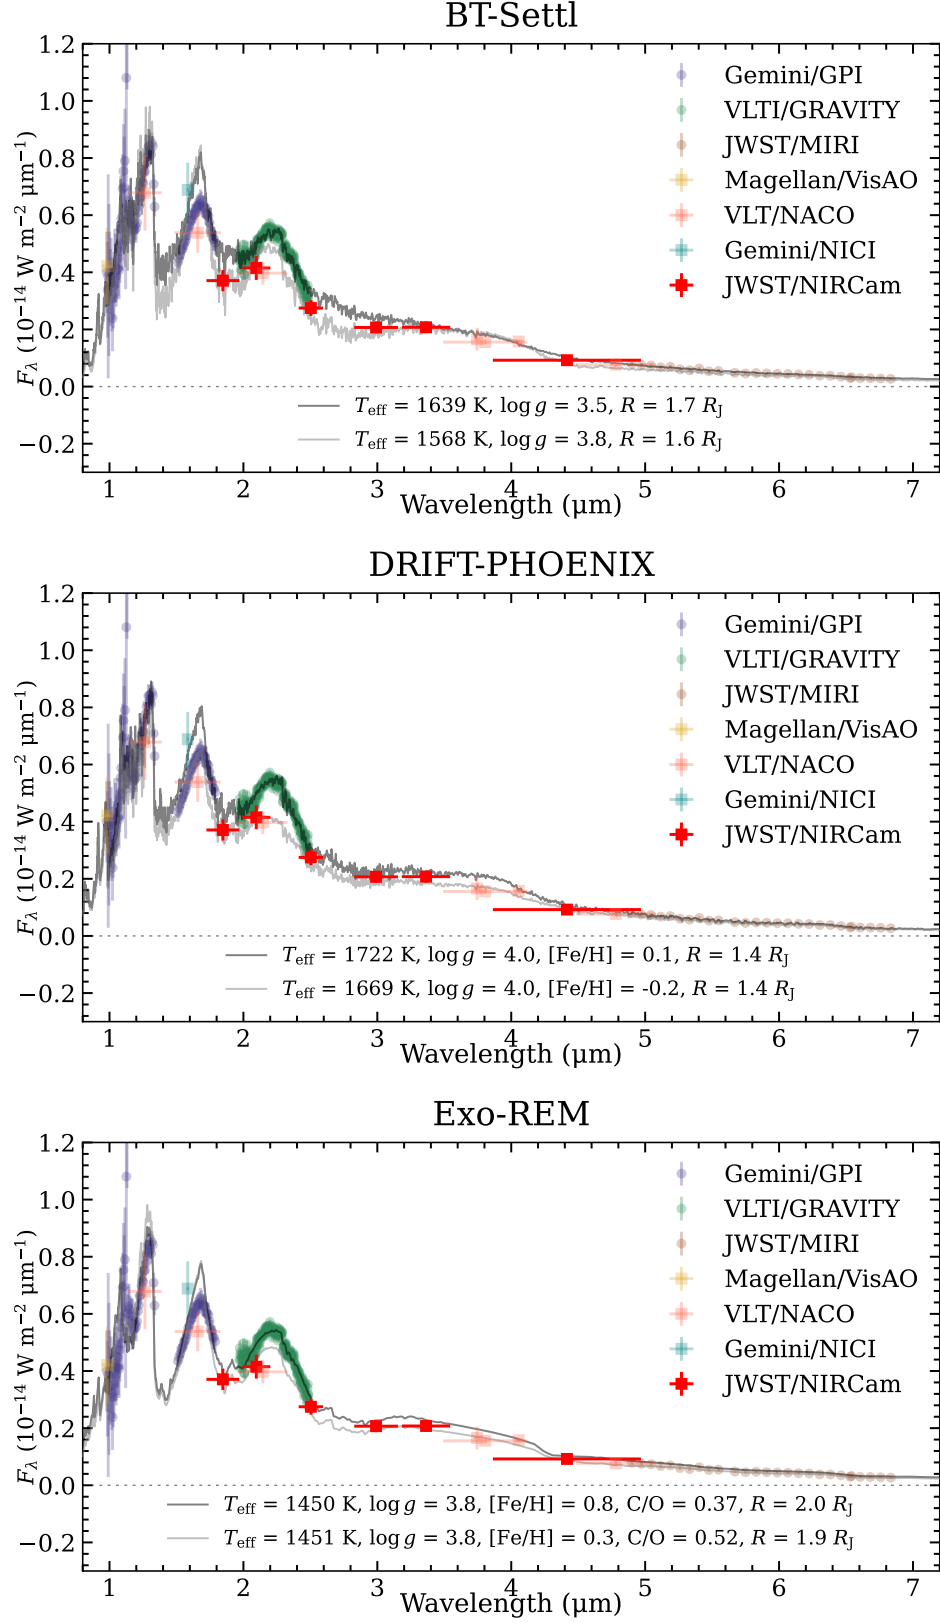 BT-Settl
1.2
1.0
0.8
0.6
0.4
0.2
0.0
−0.2
F_λ (10⁻¹⁴ W m⁻² μm⁻¹)
Gemini/GPI
VLTI/GRAVITY
JWST/MIRI
Magellan/VisAO
VLT/NACO
Gemini/NICI
JWST/NIRCam
T_eff = 1639 K, log g = 3.5, R = 1.7 R_J
T_eff = 1568 K, log g = 3.8, R = 1.6 R_J
1 2 3 4 5 6 7
Wavelength (μm)
DRIFT-PHOENIX
1.2
1.0
0.8
0.6
0.4
0.2
0.0
−0.2
F_λ (10⁻¹⁴ W m⁻² μm⁻¹)
Gemini/GPI
VLTI/GRAVITY
JWST/MIRI
Magellan/VisAO
VLT/NACO
Gemini/NICI
JWST/NIRCam
T_eff = 1722 K, log g = 4.0, [Fe/H] = 0.1, R = 1.4 R_J
T_eff = 1669 K, log g = 4.0, [Fe/H] = -0.2, R = 1.4 R_J
1 2 3 4 5 6 7
Wavelength (μm)
Exo-REM
1.2
1.0
0.8
0.6
0.4
0.2
0.0
−0.2
F_λ (10⁻¹⁴ W m⁻² μm⁻¹)
Gemini/GPI
VLTI/GRAVITY
JWST/MIRI
Magellan/VisAO
VLT/NACO
Gemini/NICI
JWST/NIRCam
T_eff = 1450 K, log g = 3.8, [Fe/H] = 0.8, C/O = 0.37, R = 2.0 R_J
T_eff = 1451 K, log g = 3.8, [Fe/H] = 0.3, C/O = 0.52, R = 1.9 R_J
1 2 3 4 5 6 7
Wavelength (μm)